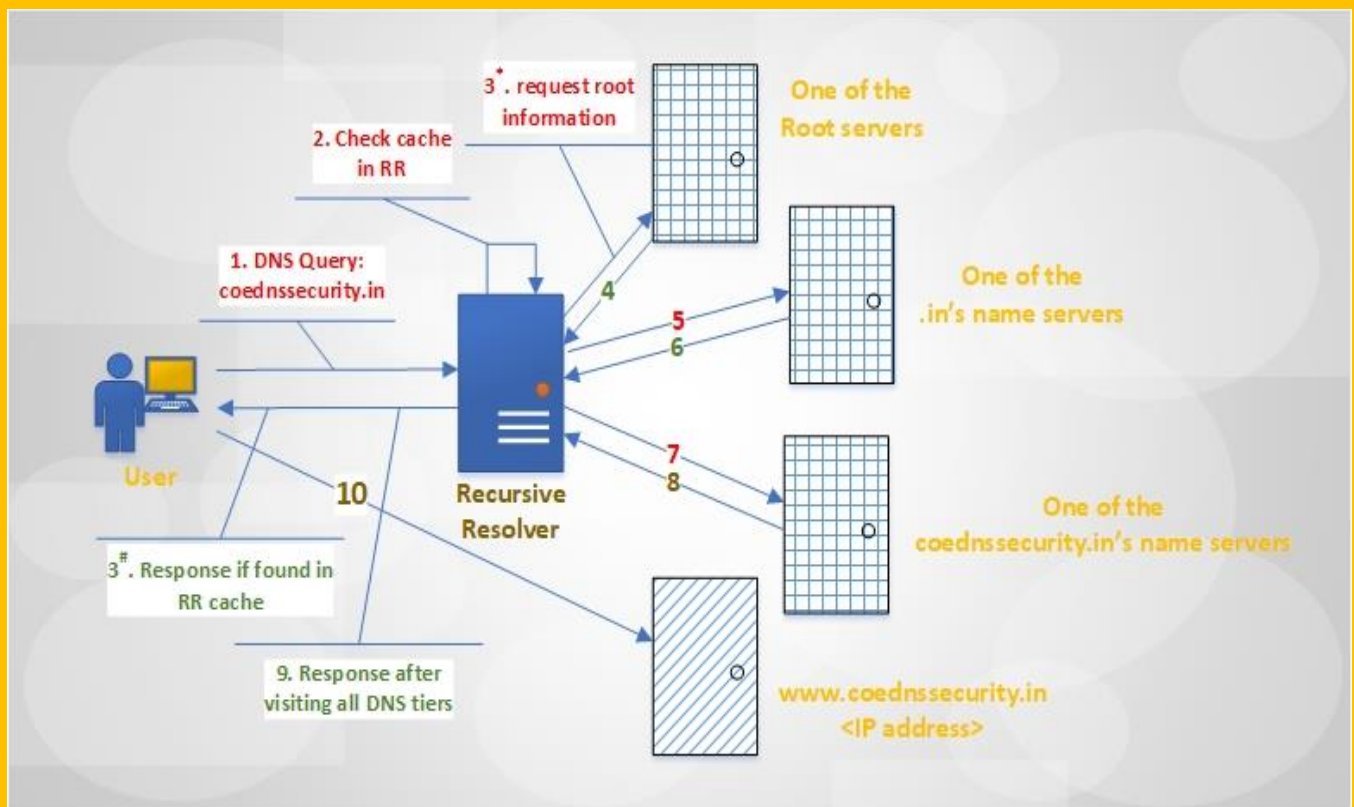 3*. request root
information
One of the
Root servers
2. Check cache
in RR
1. DNS Query:
coednssecurity.in
4
One of the
.in's name servers
5
6
User
10
Recursive
Resolver
7
8
One of the
coednssecurity.in's name servers
3#. Response if found in
RR cache
9. Response after
visiting all DNS tiers
www.coednssecurity.in
<IP address>